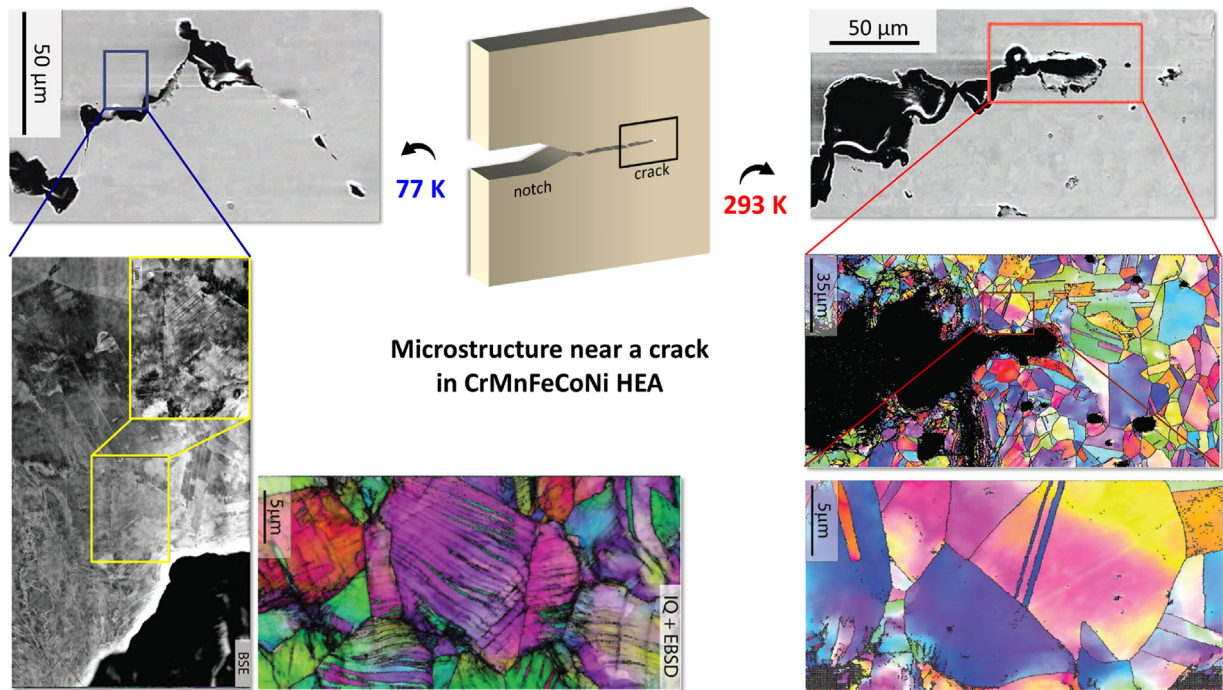 50 µm
77 K
notch
crack
293 K
50 µm
Microstructure near a crack
in CrMnFeCoNi HEA
35µm
BSE
5µm
IQ + EBSD
5µm